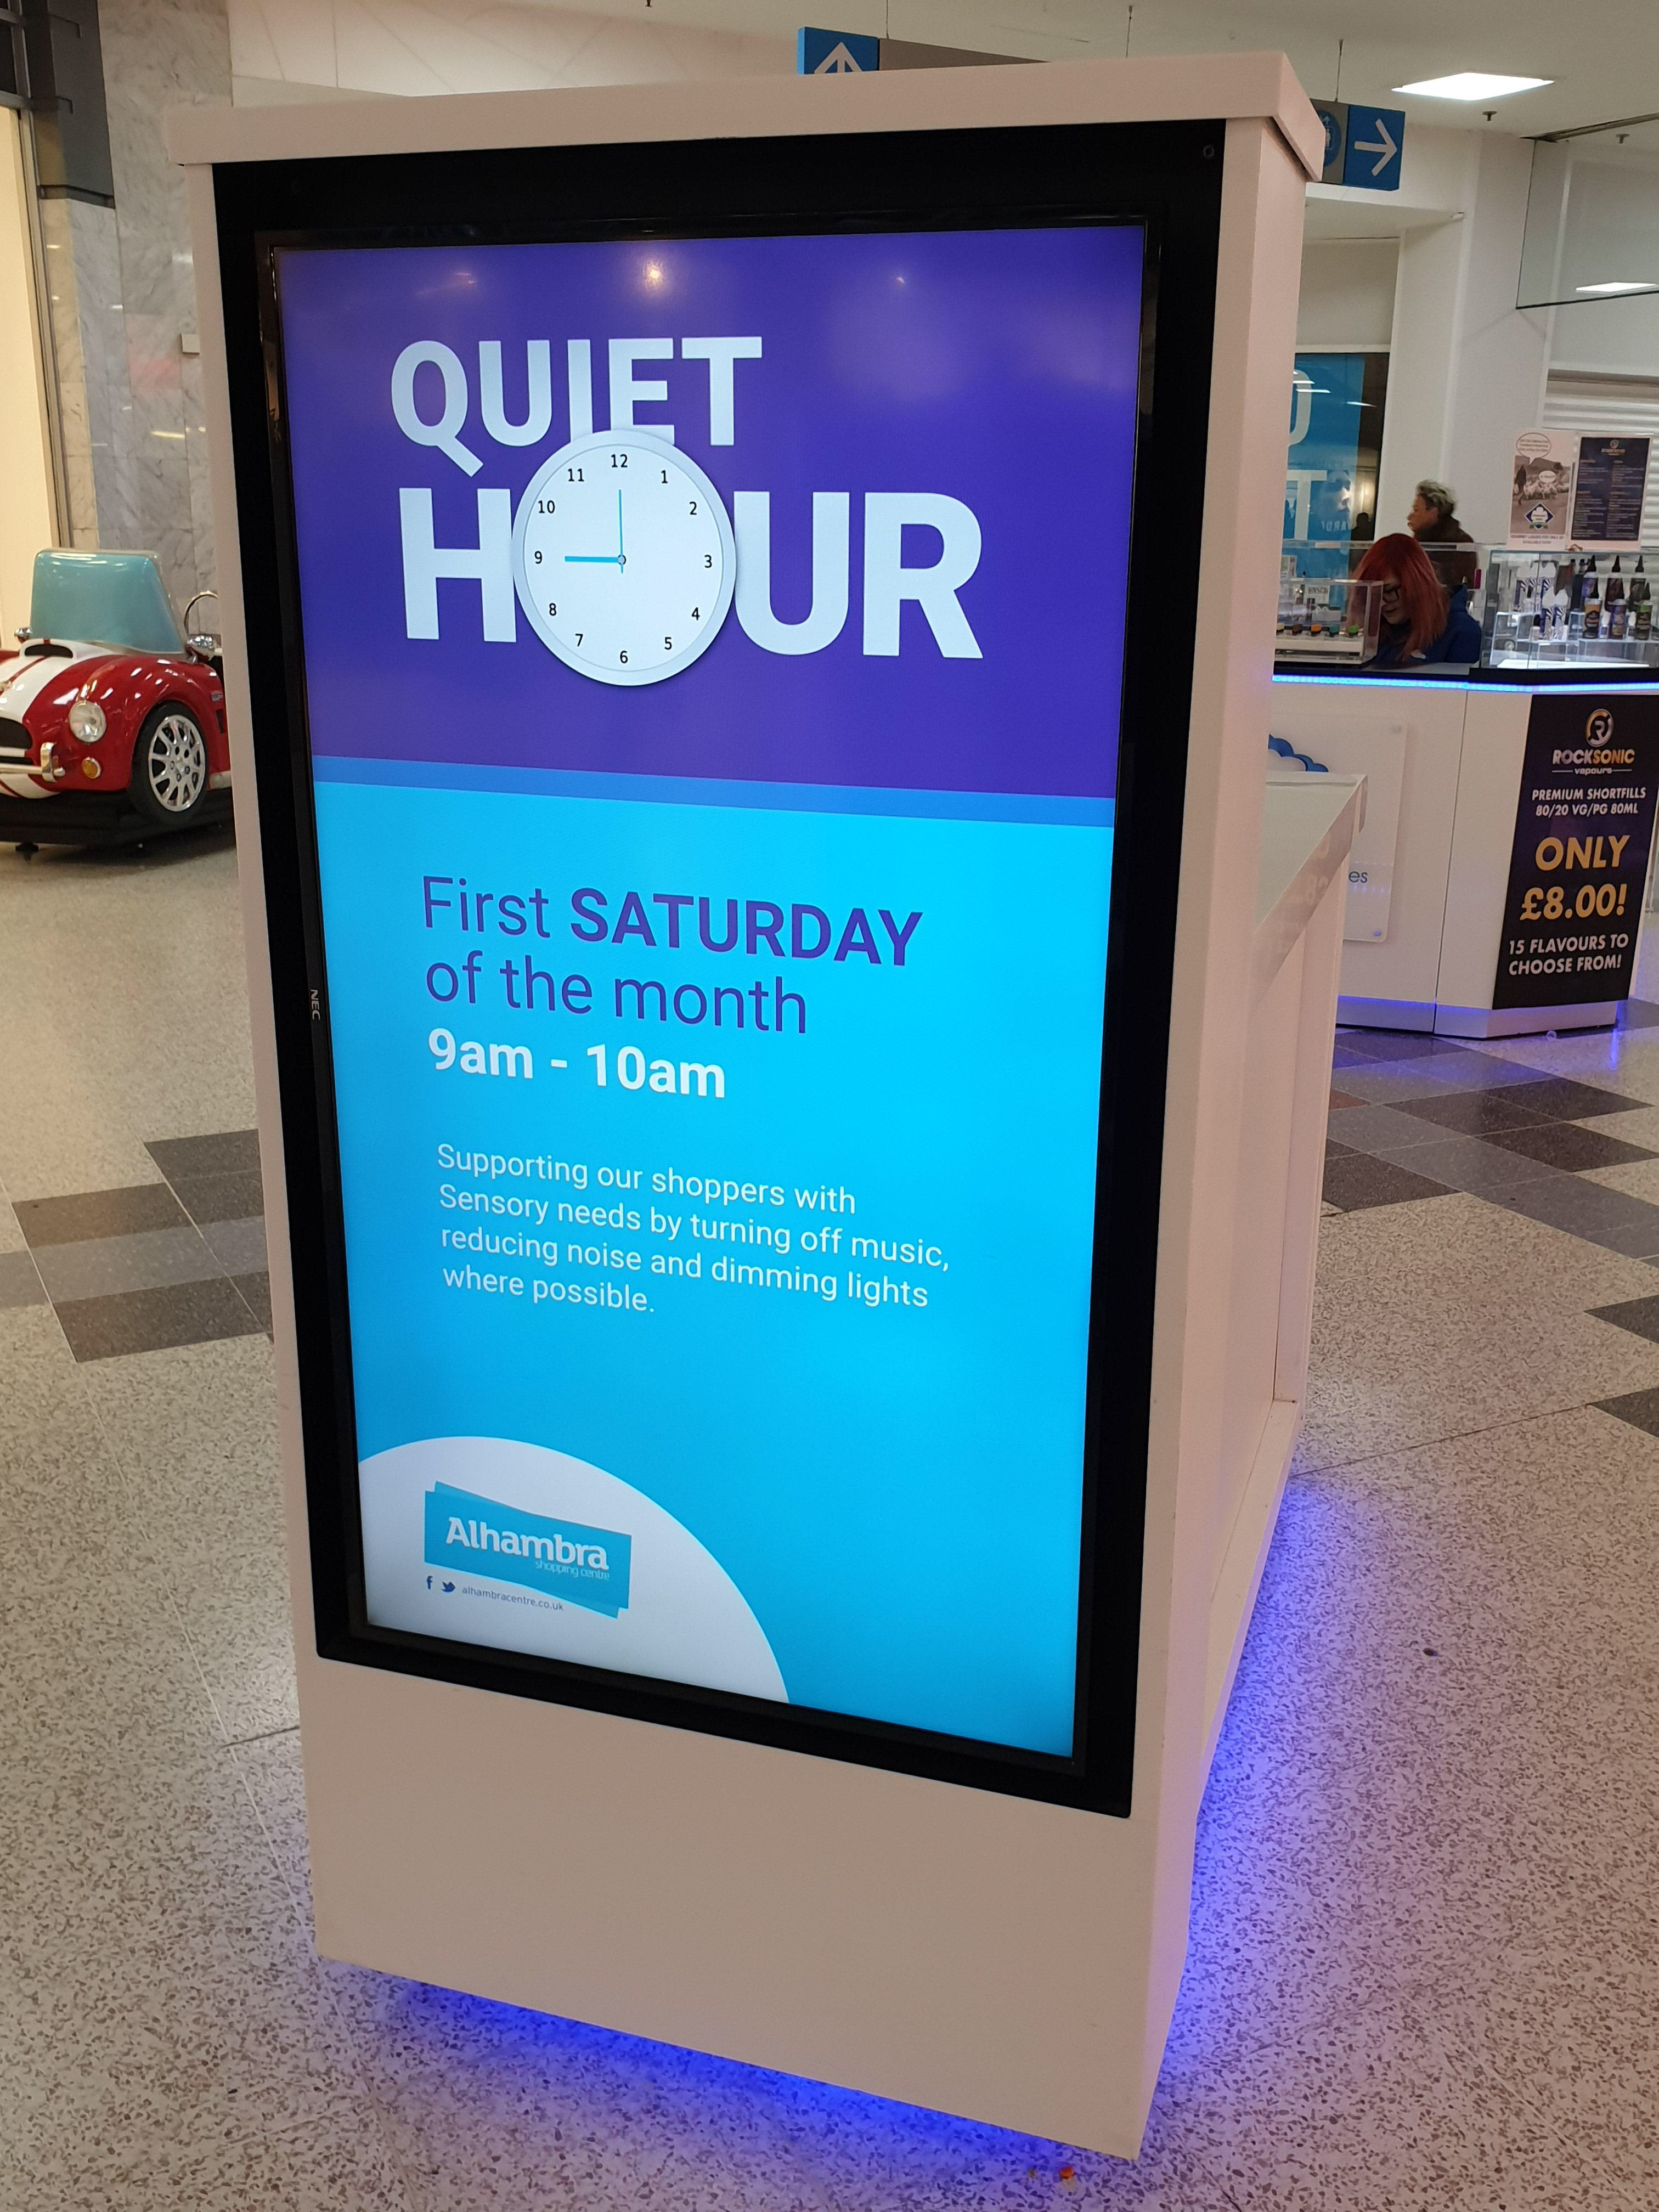 QUIET
HOUR
12
1
2
3
4
5
6
7
8
9
10
11
First SATURDAY
of the month
9am - 10am
Supporting our shoppers with
Sensory needs by turning off music,
reducing noise and dimming lights
where possible.
Alhambra
shopping centre
alhambracentre.co.uk
NEC
ROCKSONIC
vapours
PREMIUM SHORTFILLS
80/20 VG/PG 80ML
ONLY
£8.00!
15 FLAVOURS TO
CHOOSE FROM!
es